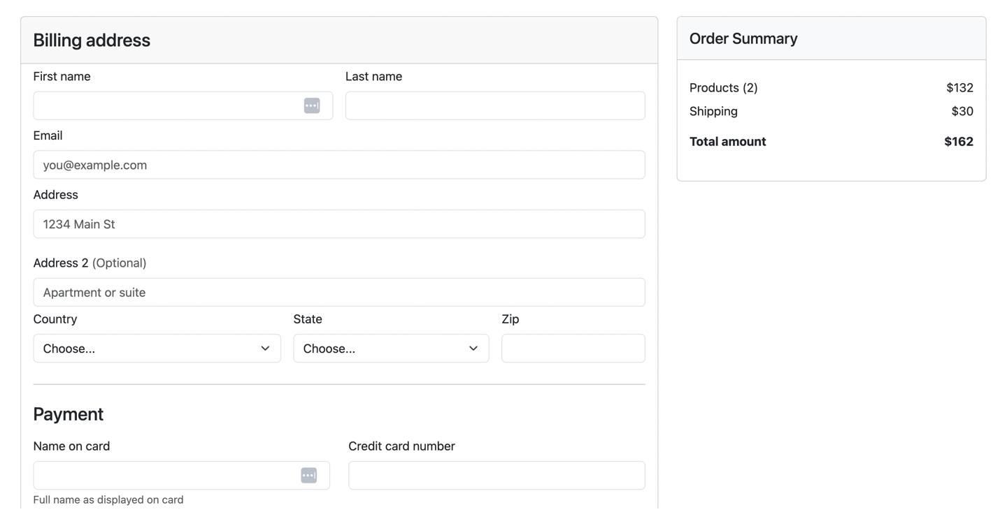 Billing address
First name Last name
Email
you@example.com
Address
1234 Main St
Address 2 (Optional)
Apartment or suite
Country State Zip
Choose... Choose...
Payment
Name on card Credit card number
Full name as displayed on card
Order Summary
Products (2) $132
Shipping $30
Total amount $162